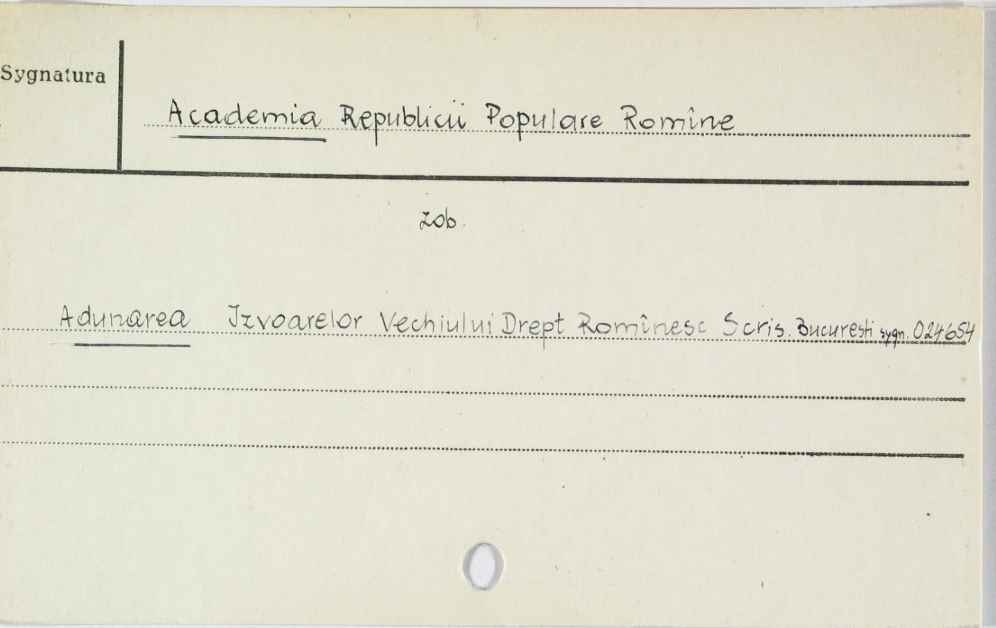 Sygnatura
Academia Republicii Populare Romîne
zob.
Adunarea Izvoarelor Vechiului Drept Romînesc Scris. Bucureşti sygn. 024654